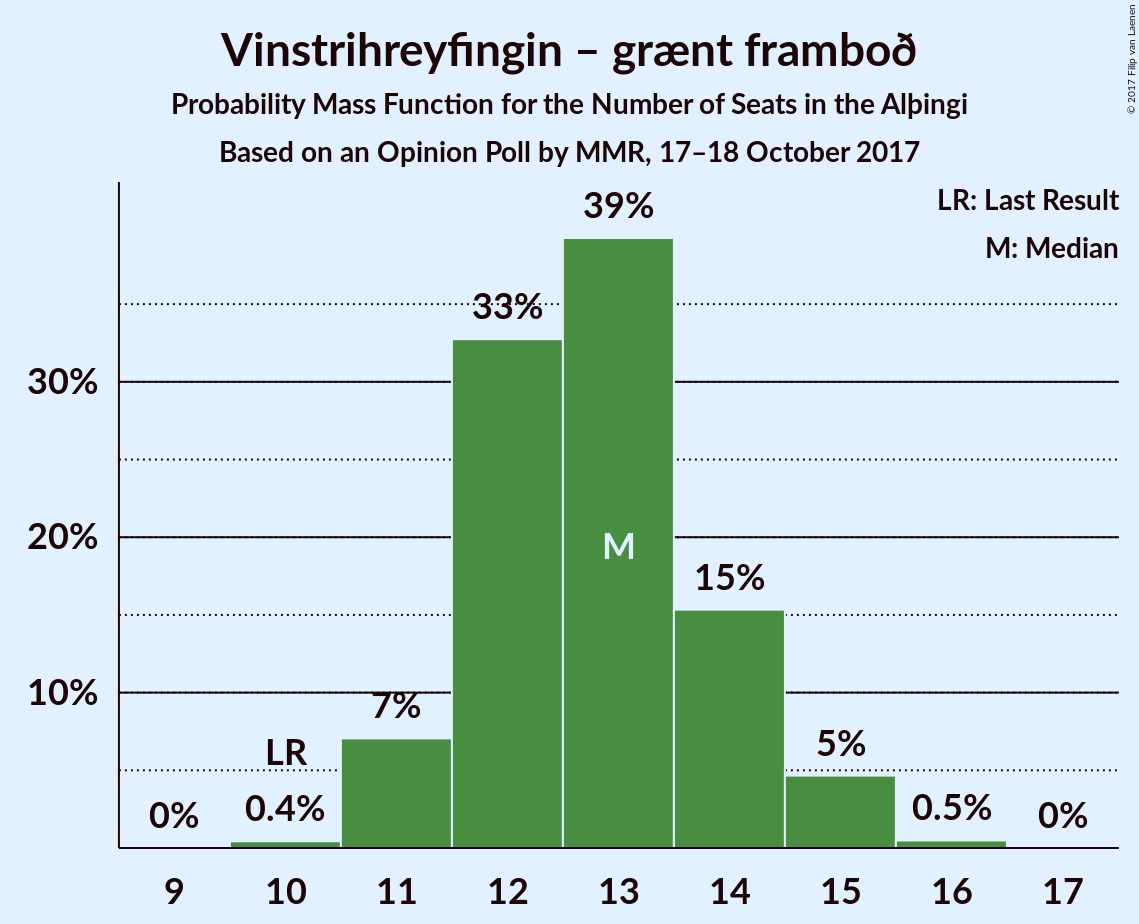 Vinstrihreyfingin – grænt framboð
Probability Mass Function for the Number of Seats in the Alþingi
Based on an Opinion Poll by MMR, 17–18 October 2017
© 2017 Filip van Laenen
LR: Last Result
M: Median
39%
33%
30%
20%
M
15%
10%
7%
5%
LR
0%
0.4%
0.5%
0%
9 10 11 12 13 14 15 16 17